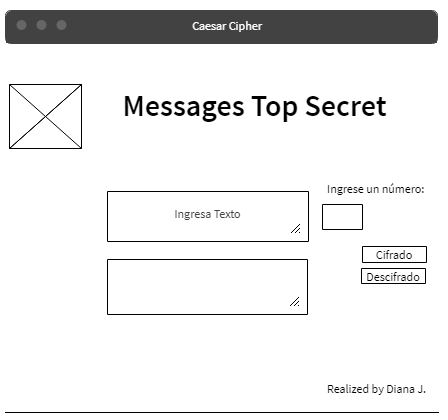 Caesar Cipher
Messages Top Secret
Ingrese un número:
Ingresa Texto
Cifrado
Descifrado
Realized by Diana J.